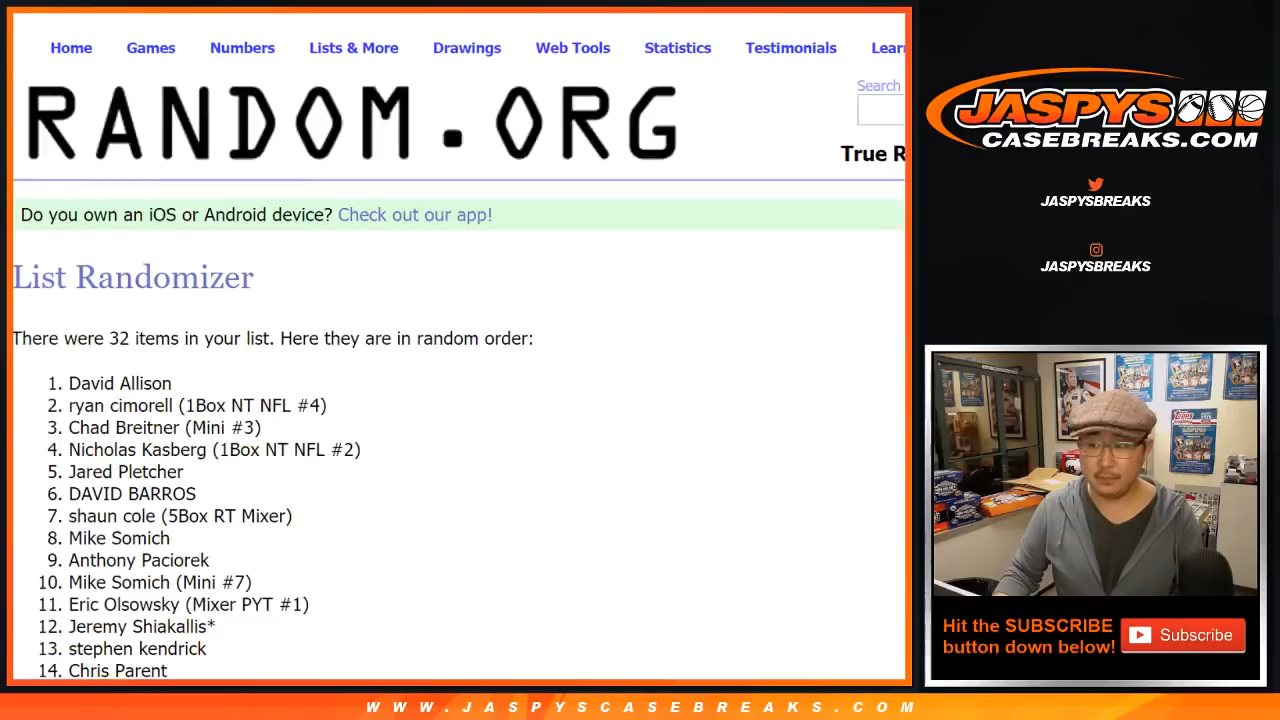 Home Games Numbers Lists & More Drawings Web Tools Statistics Testimonials Lear
RANDOM.ORG
Search
True R
Do you own an iOS or Android device? Check out our app!
List Randomizer
There were 32 items in your list. Here they are in random order:
1. David Allison
2. ryan cimorell (1Box NT NFL #4)
3. Chad Breitner (Mini #3)
4. Nicholas Kasberg (1Box NT NFL #2)
5. Jared Pletcher
6. DAVID BARROS
7. shaun cole (5Box RT Mixer)
8. Mike Somich
9. Anthony Paciorek
10. Mike Somich (Mini #7)
11. Eric Olsowsky (Mixer PYT #1)
12. Jeremy Shiakallis*
13. stephen kendrick
14. Chris Parent
JASPYS
CASEBREAKS.COM
JASPYSBREAKS
JASPYSBREAKS
TOPPS
Hit the SUBSCRIBE
button down below!
Subscribe
WWW.JASPYSCASEBREAKS.COM